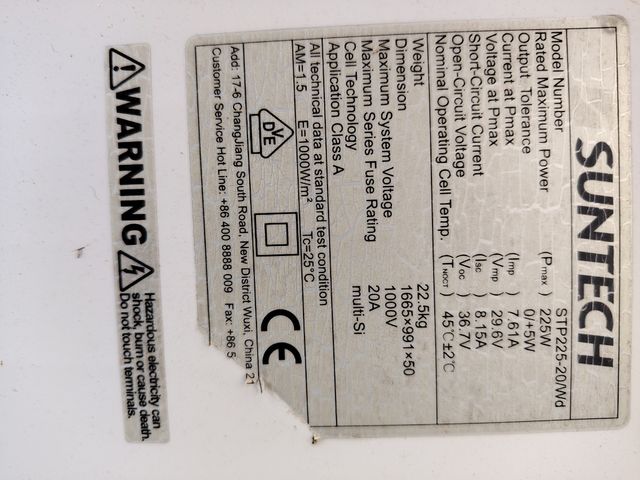 SUNTECH
Model Number STP225-20/Wd
Rated Maximum Power (Pmax) 225W
Output Tolerance 0/+5W
Current at Pmax (Imp) 7.61A
Voltage at Pmax (Vmp) 29.6V
Short-Circuit Current (Isc) 8.15A
Open-Circuit Voltage (Voc) 36.7V
Nominal Operating Cell Temp. (TNOCT) 45°C±2°C
Weight 22.5kg
Dimension 1665×991×50
Maximum System Voltage 1000V
Maximum Series Fuse Rating 20A
Cell Technology multi-Si
Application Class A
All technical data at standard test condition
AM=1.5 E=1000W/m² Tc=25°C
DVE
CE
Add: 17-6 ChangJiang South Road, New District Wuxi, China 21
Customer Service Hot Line: +86 400 8888 009 Fax: +86 5
WARNING
Hazardous electricity can
shock, burn or cause death.
Do not touch terminals.